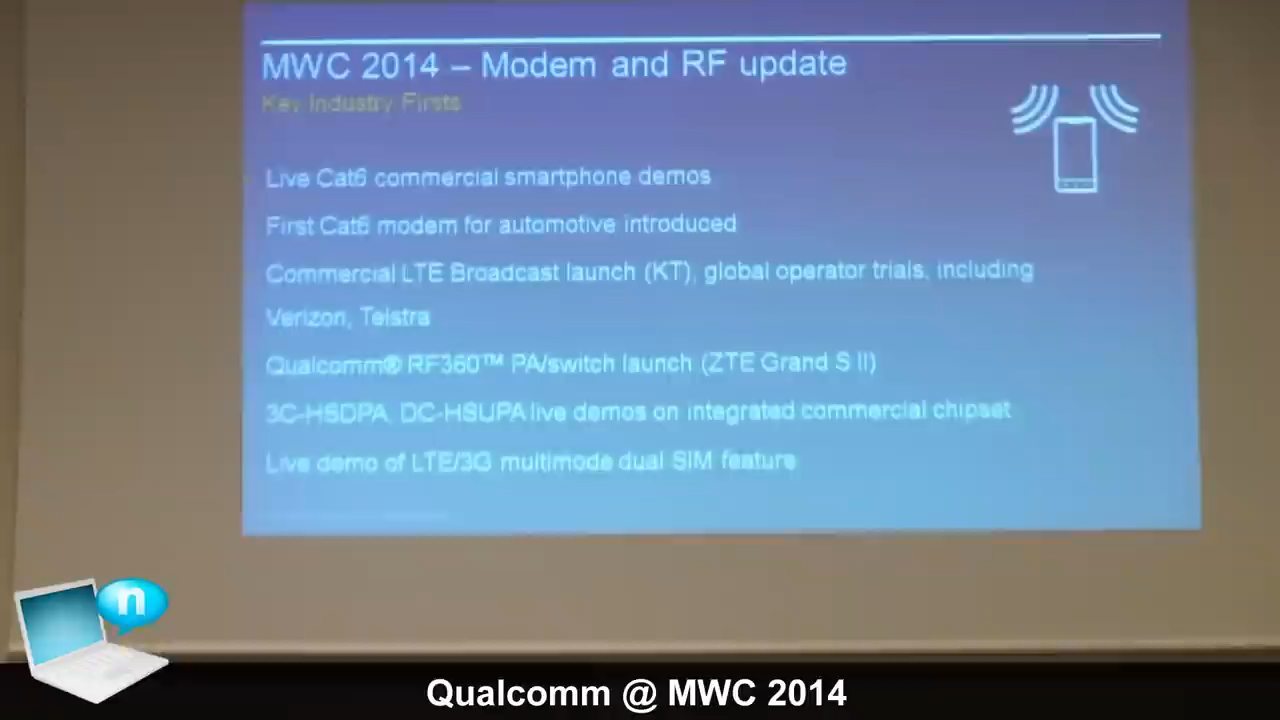 MWC 2014 – Modem and RF update
Key Industry Firsts
Live Cat6 commercial smartphone demos
First Cat6 modem for automotive introduced
Commercial LTE Broadcast launch (KT), global operator trials, including
Verizon, Telstra
Qualcomm® RF360™ PA/switch launch (ZTE Grand S II)
3C-HSDPA, DC-HSUPA live demos on integrated commercial chipset
Live demo of LTE/3G multimode dual SIM feature
n
Qualcomm @ MWC 2014